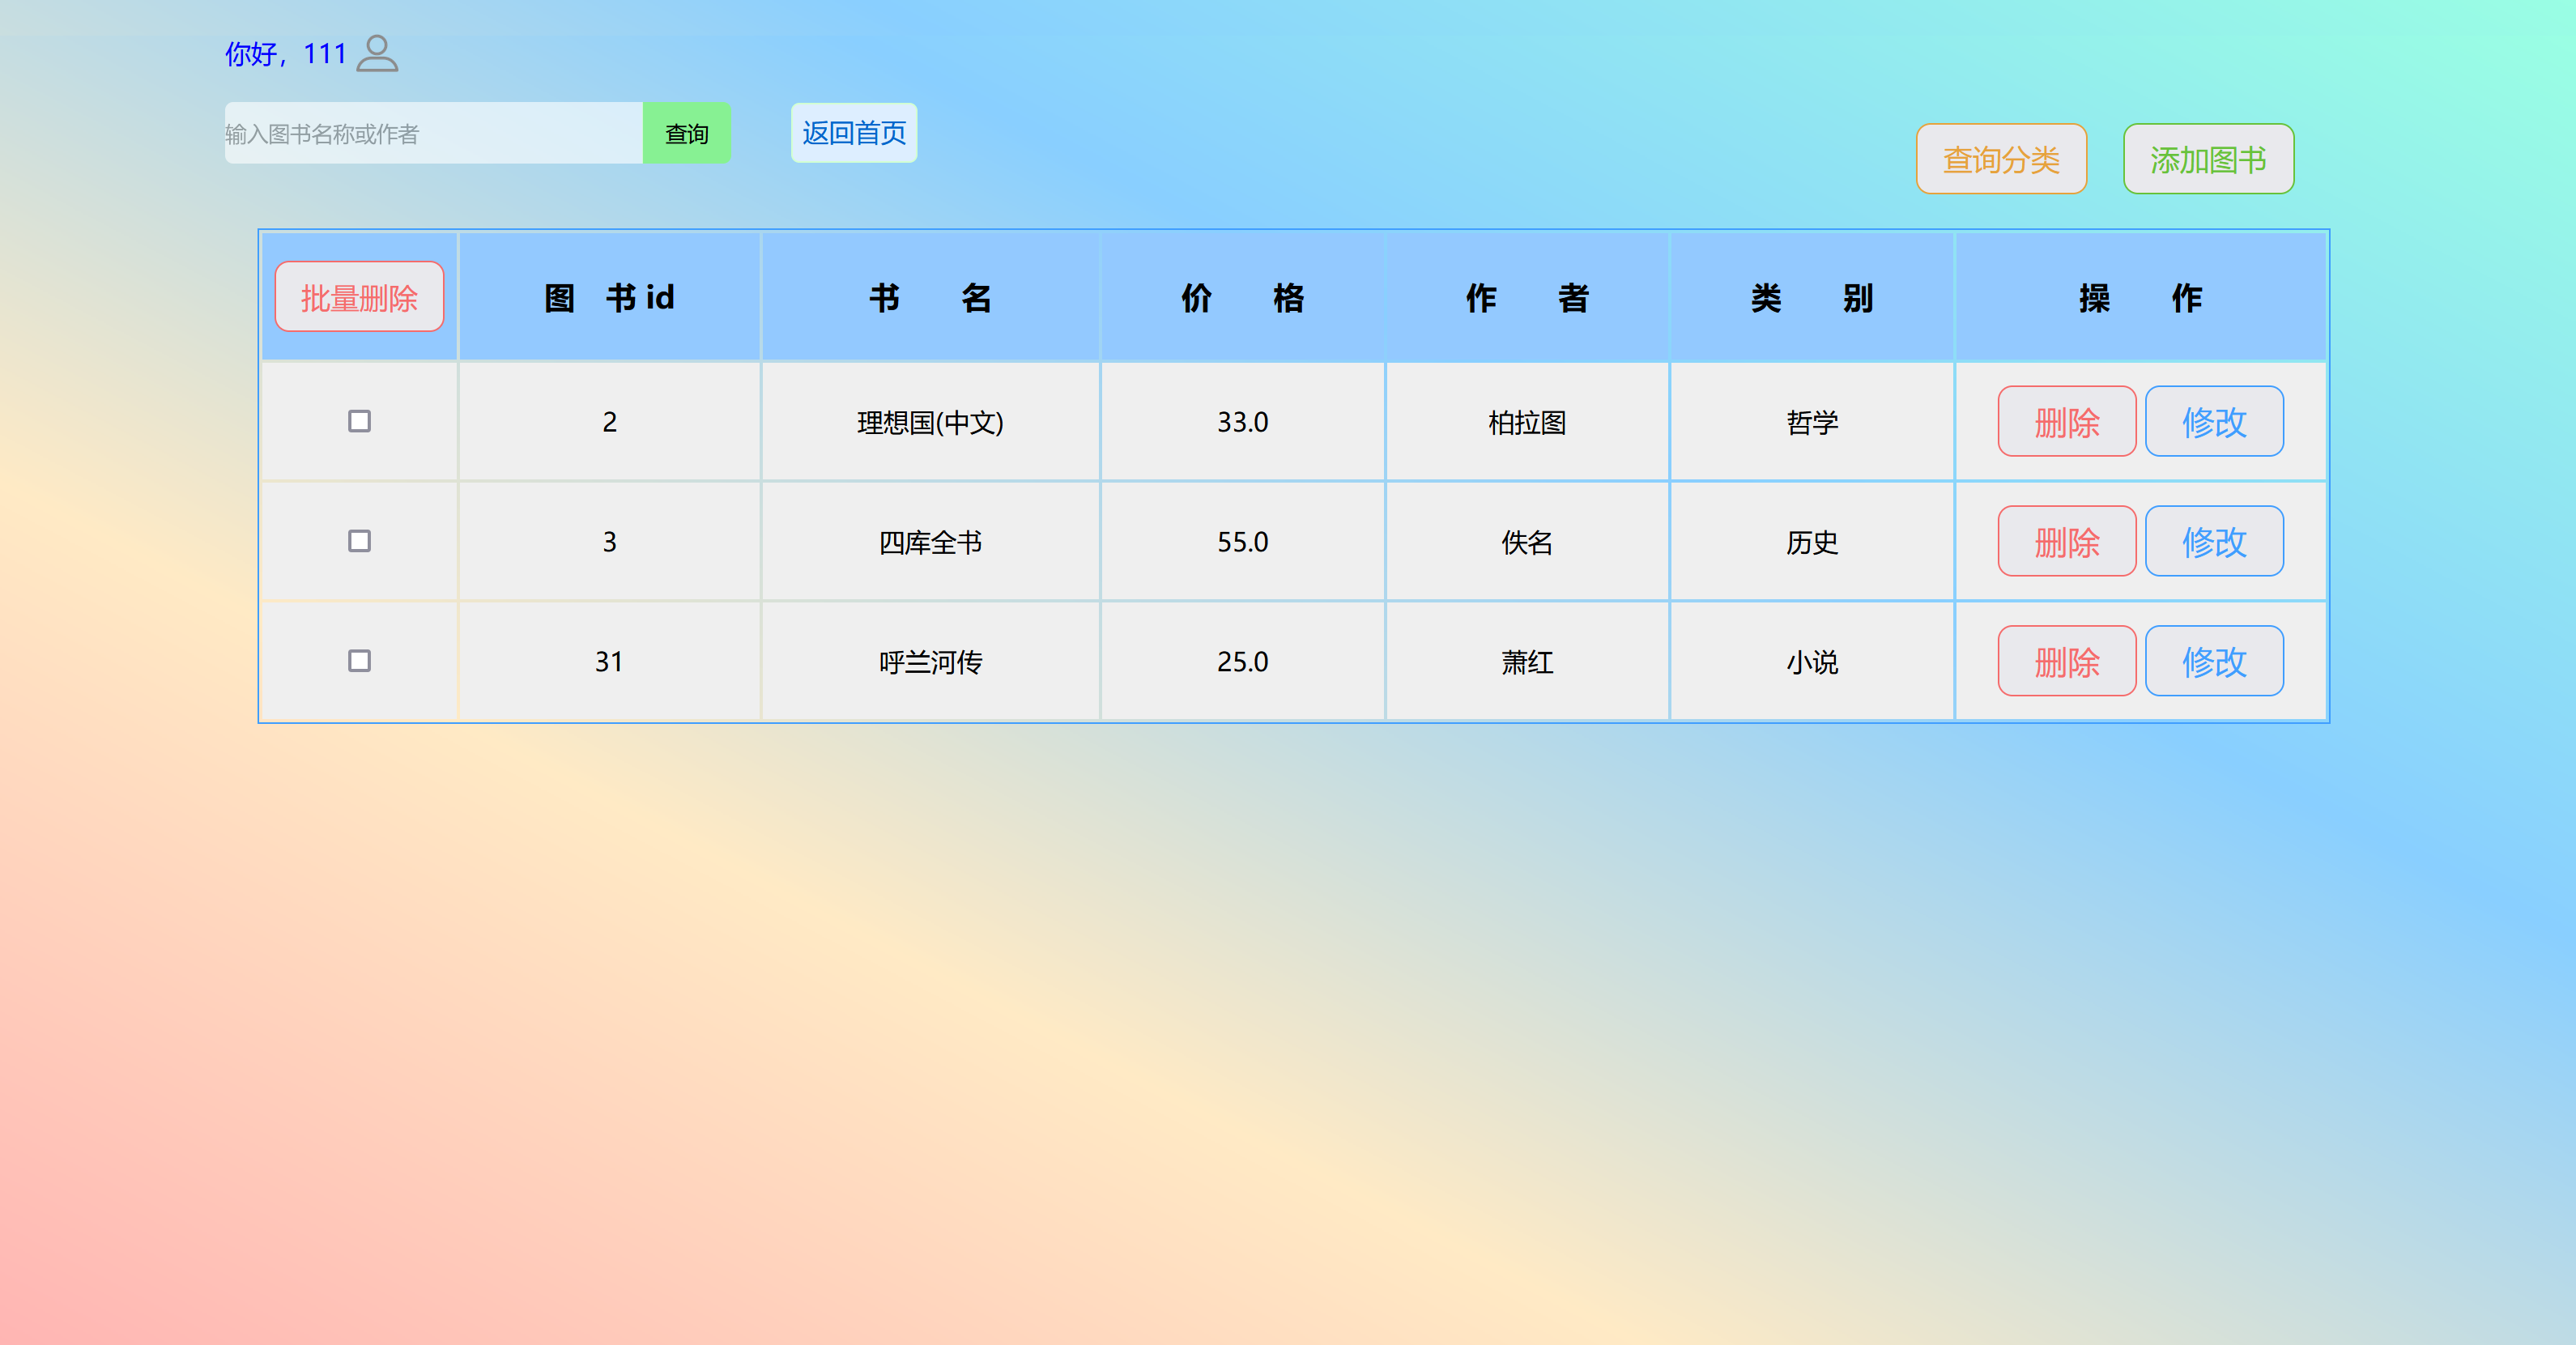 你好，111
输入图书名称或作者 查询 返回首页
查询分类 添加图书
批量删除 图 书 id 书 名 价 格 作 者 类 别 操 作
2 理想国(中文) 33.0 柏拉图 哲学 删除 修改
3 四库全书 55.0 佚名 历史 删除 修改
31 呼兰河传 25.0 萧红 小说 删除 修改